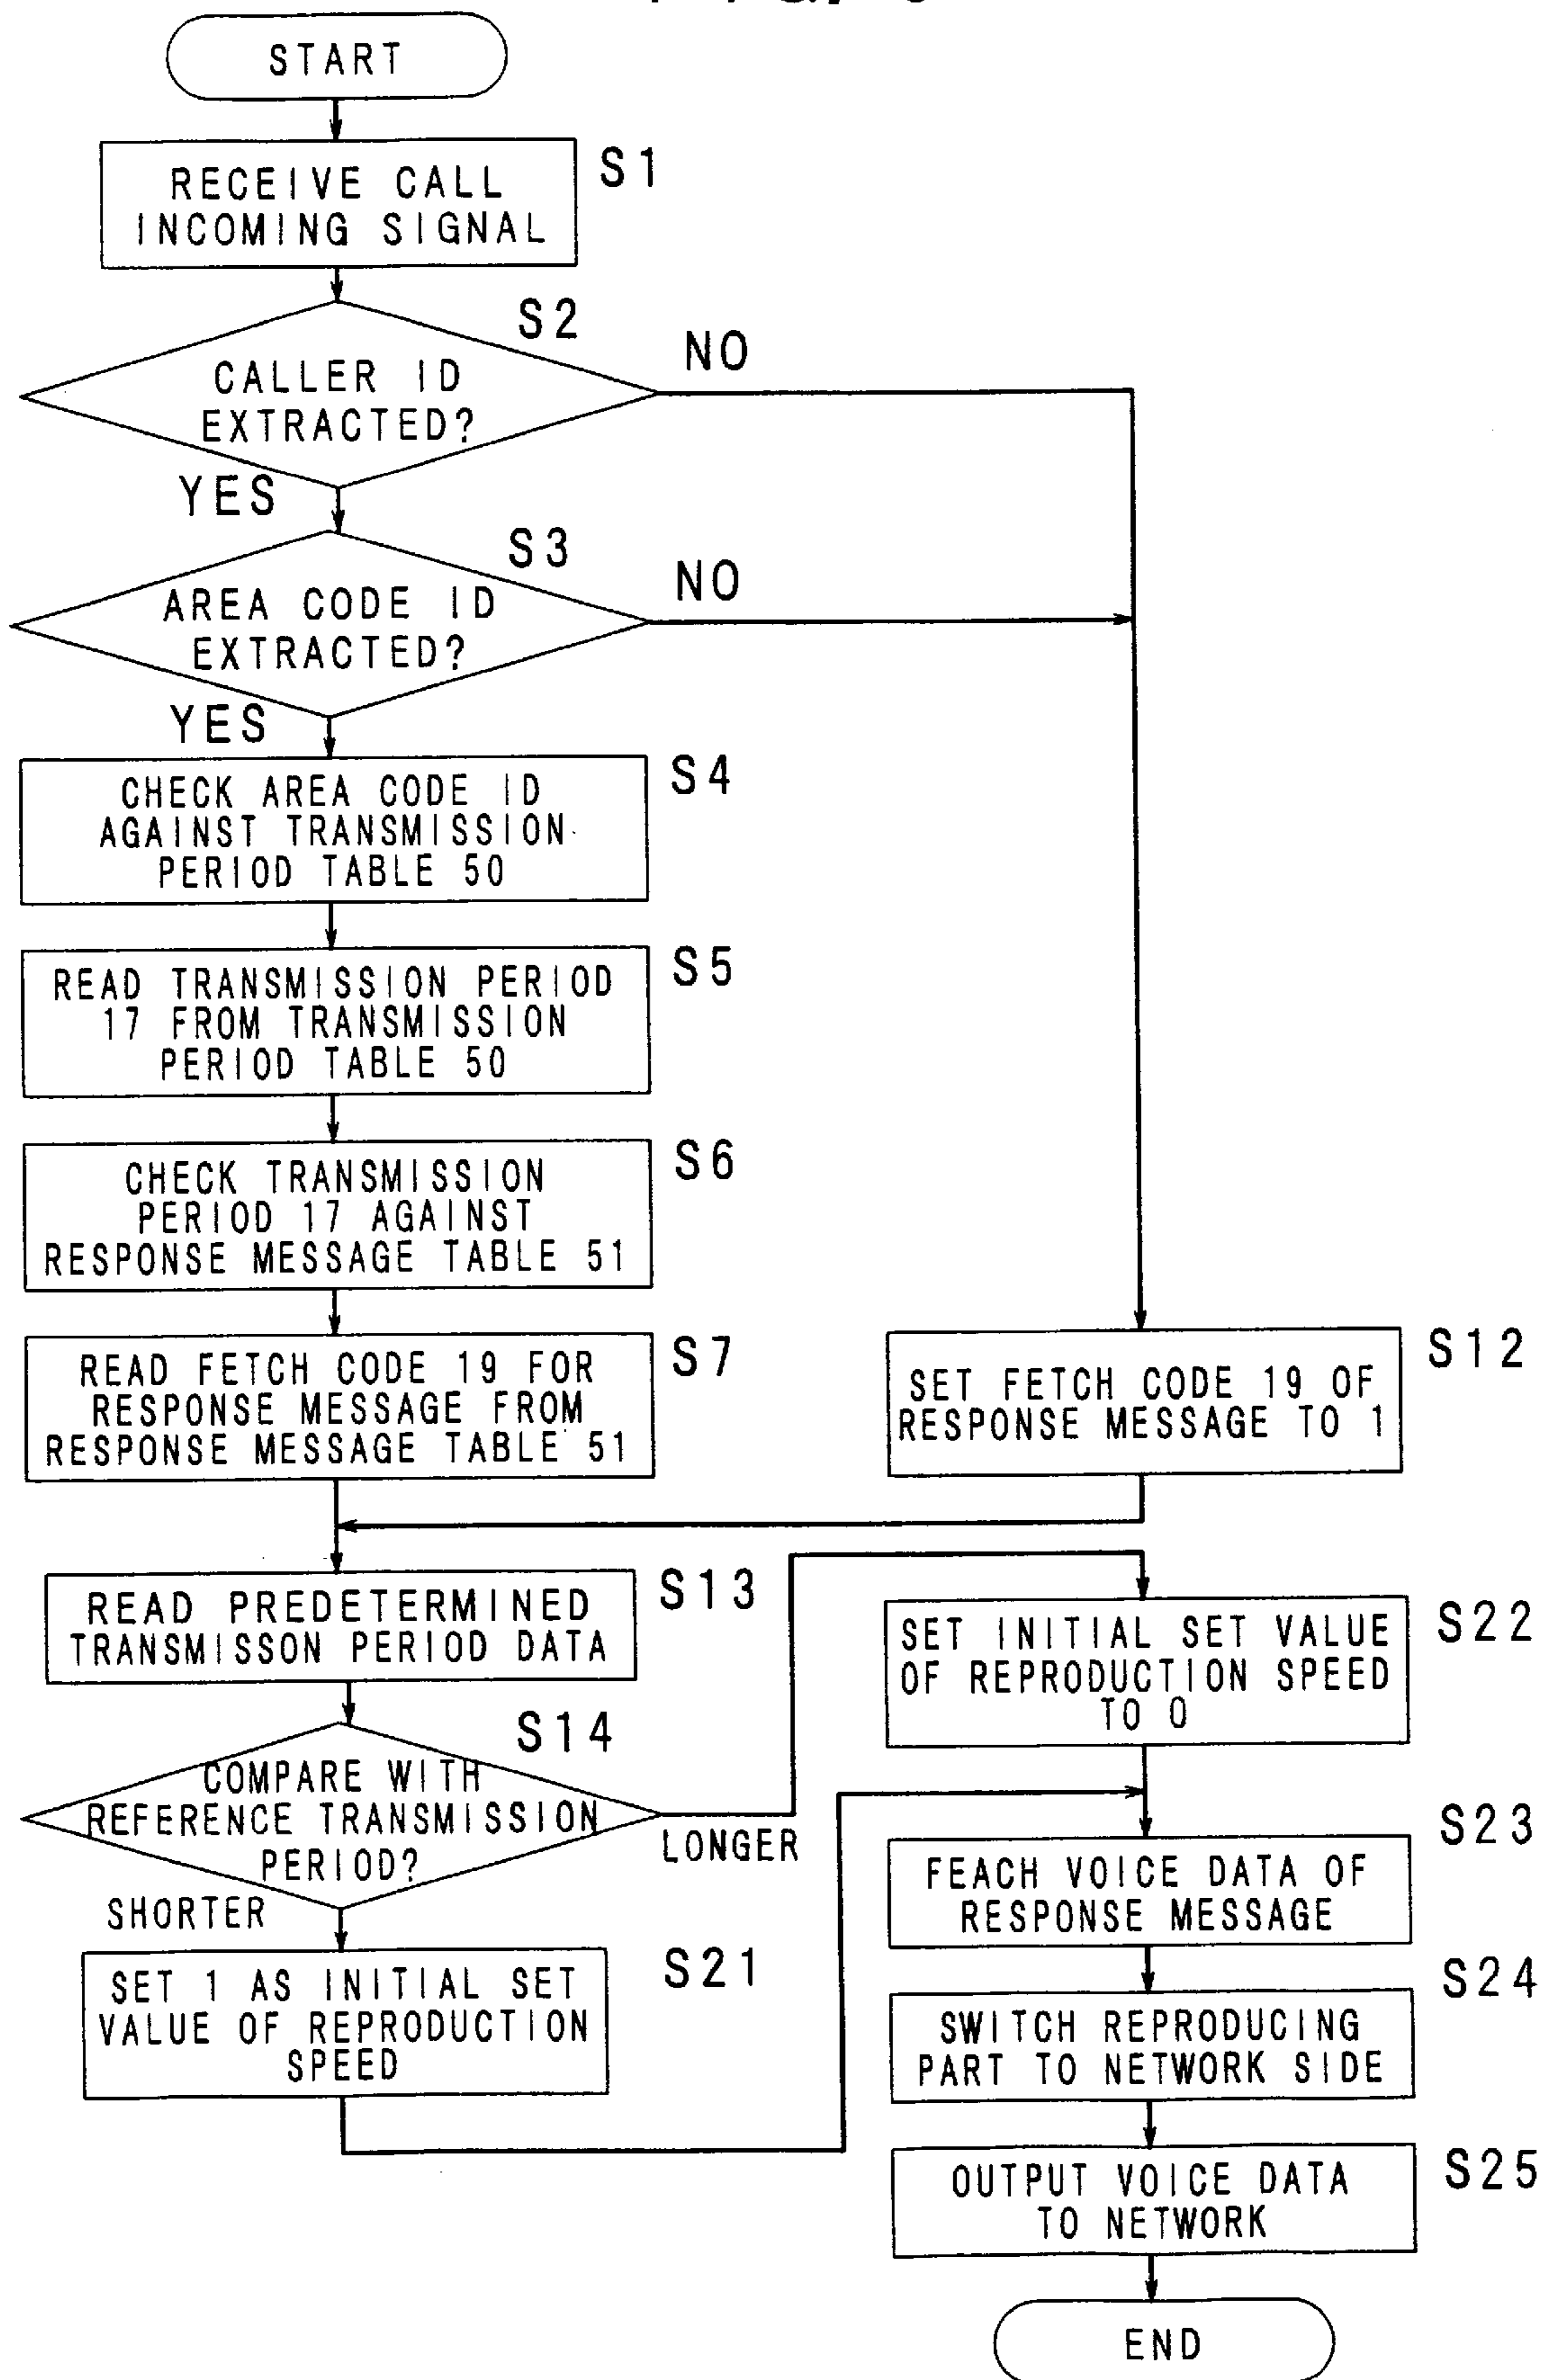 START
RECEIVE CALL
INCOMING SIGNAL
S1
CALLER ID
EXTRACTED?
S2
NO
YES
AREA CODE ID
EXTRACTED?
S3
NO
YES
CHECK AREA CODE ID
AGAINST TRANSMISSION
PERIOD TABLE 50
S4
READ TRANSMISSION PERIOD
17 FROM TRANSMISSION
PERIOD TABLE 50
S5
CHECK TRANSMISSION
PERIOD 17 AGAINST
RESPONSE MESSAGE TABLE 51
S6
READ FETCH CODE 19 FOR
RESPONSE MESSAGE FROM
RESPONSE MESSAGE TABLE 51
S7
SET FETCH CODE 19 OF
RESPONSE MESSAGE TO 1
S12
READ PREDETERMINED
TRANSMISSON PERIOD DATA
S13
COMPARE WITH
REFERENCE TRANSMISSION
PERIOD?
S14
LONGER
SHORTER
SET 1 AS INITIAL SET
VALUE OF REPRODUCTION
SPEED
S21
SET INITIAL SET VALUE
OF REPRODUCTION SPEED
TO 0
S22
FEACH VOICE DATA OF
RESPONSE MESSAGE
S23
SWITCH REPRODUCING
PART TO NETWORK SIDE
S24
OUTPUT VOICE DATA
TO NETWORK
S25
END